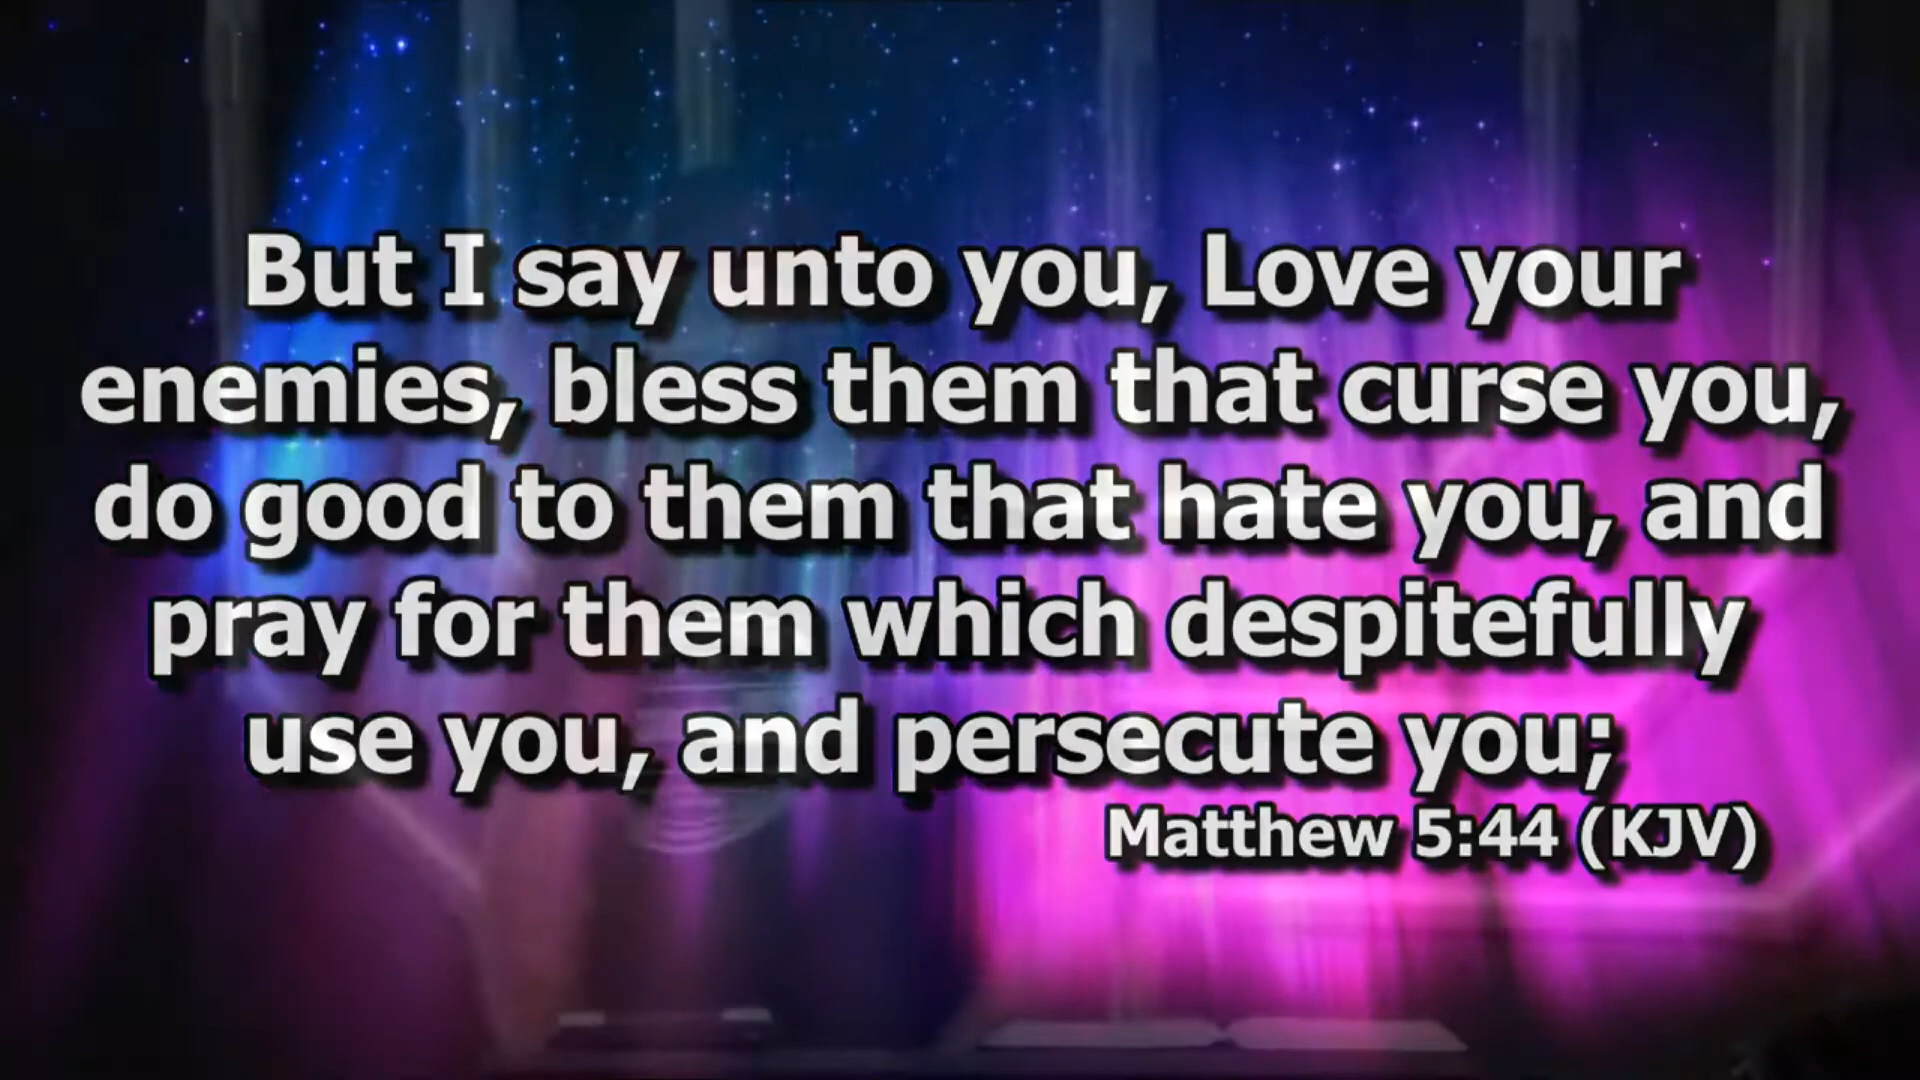 But I say unto you, Love your
enemies, bless them that curse you,
do good to them that hate you, and
pray for them which despitefully
use you, and persecute you;
Matthew 5:44 (KJV)